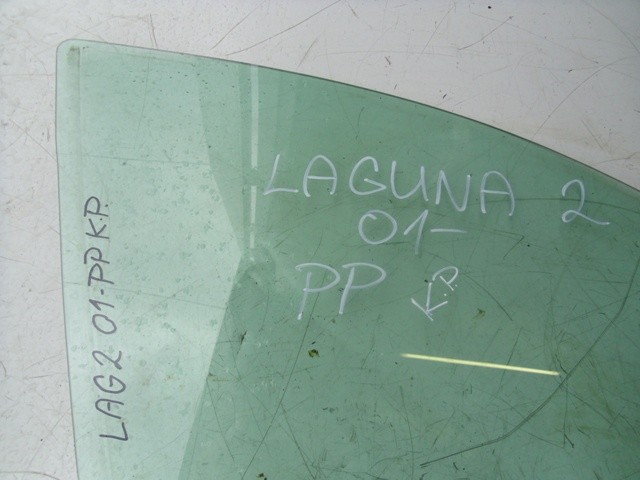 LAGUNA 2
01-
PP K.P.
LAG2 01-PP K.P.